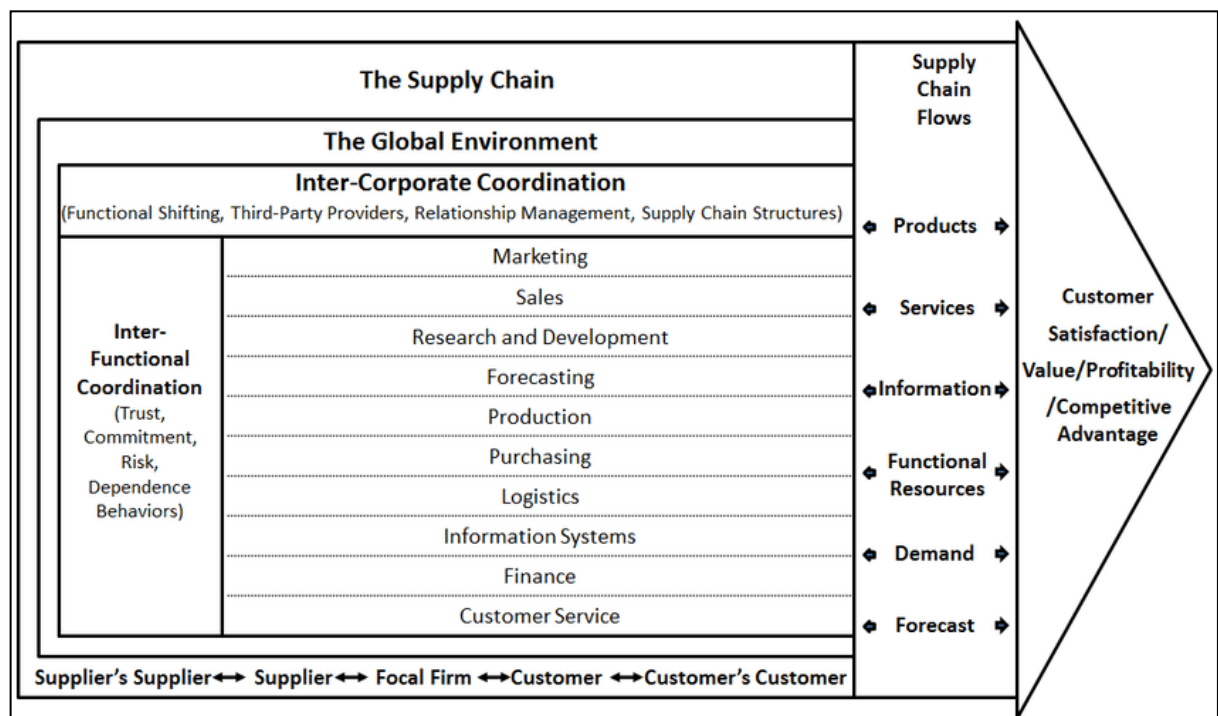 The Supply Chain
The Global Environment
Inter-Corporate Coordination
(Functional Shifting, Third-Party Providers, Relationship Management, Supply Chain Structures)
Inter-
Functional
Coordination
(Trust,
Commitment,
Risk,
Dependence
Behaviors)
Marketing
Sales
Research and Development
Forecasting
Production
Purchasing
Logistics
Information Systems
Finance
Customer Service
Supplier's Supplier↔ Supplier↔ Focal Firm ↔Customer ↔Customer's Customer
Supply
Chain
Flows
Products
Services
Information
Functional
Resources
Demand
Forecast
Customer
Satisfaction/
Value/Profitability
/Competitive
Advantage